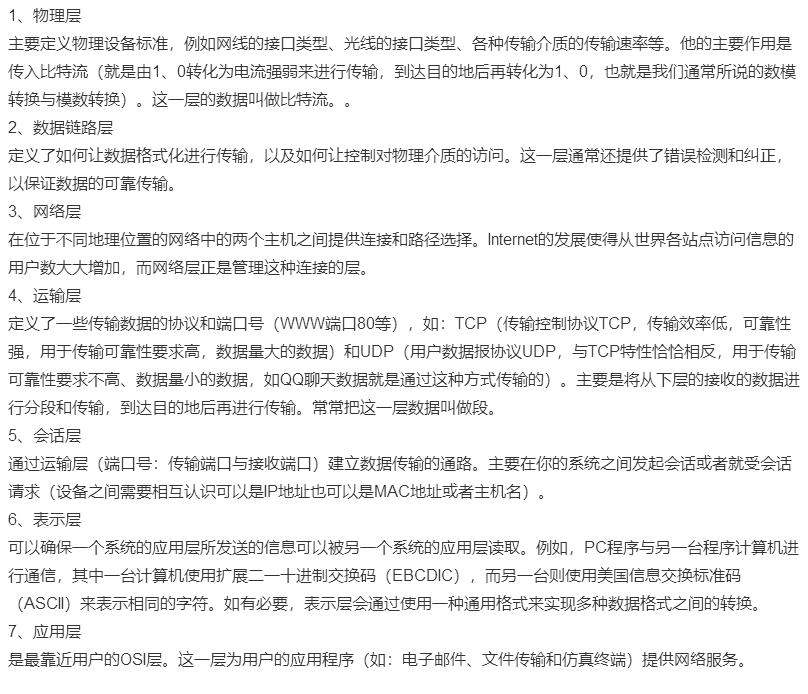 1、物理层
主要定义物理设备标准，例如网线的接口类型、光线的接口类型、各种传输介质的传输速率等。他的主要作用是
传入比特流（就是由1、0转化为电流强弱来进行传输，到达目的地后再转化为1、0，也就是我们通常所说的数模
转换与模数转换）。这一层的数据叫做比特流。。
2、数据链路层
定义了如何让数据格式化进行传输，以及如何让控制对物理介质的访问。这一层通常还提供了错误检测和纠正，
以保证数据的可靠传输。
3、网络层
在位于不同地理位置的网络中的两个主机之间提供连接和路径选择。Internet的发展使得从世界各站点访问信息的
用户数大大增加，而网络层正是管理这种连接的层。
4、运输层
定义了一些传输数据的协议和端口号（WWW端口80等），如：TCP（传输控制协议TCP，传输效率低，可靠性
强，用于传输可靠性要求高，数据量大的数据）和UDP（用户数据报协议UDP，与TCP特性恰恰相反，用于传输
可靠性要求不高、数据量小的数据，如QQ聊天数据就是通过这种方式传输的）。主要是将从下层的接收的数据进
行分段和传输，到达目的地后再进行传输。常常把这一层数据叫做段。
5、会话层
通过运输层（端口号：传输端口与接收端口）建立数据传输的通路。主要在你的系统之间发起会话或者就受会话
请求（设备之间需要相互认识可以是IP地址也可以是MAC地址或者主机名）。
6、表示层
可以确保一个系统的应用层所发送的信息可以被另一个系统的应用层读取。例如，PC程序与另一台程序计算机进
行通信，其中一台计算机使用扩展二一十进制交换码（EBCDIC），而另一台则使用美国信息交换标准码
（ASCII）来表示相同的字符。如有必要，表示层会通过使用一种通用格式来实现多种数据格式之间的转换。
7、应用层
是最靠近用户的OSI层。这一层为用户的应用程序（如：电子邮件、文件传输和仿真终端）提供网络服务。